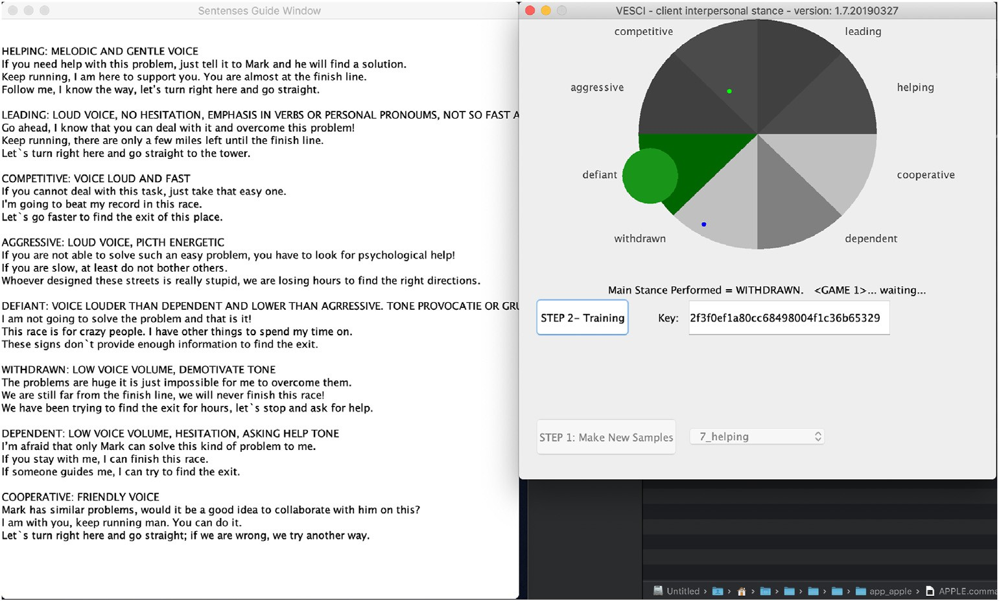 Sentenses Guide Window
HELPING: MELODIC AND GENTLE VOICE
If you need help with this problem, just tell it to Mark and he will find a solution.
Keep running, I am here to support you. You are almost at the finish line.
Follow me, I know the way, let's turn right here and go straight.
LEADING: LOUD VOICE, NO HESITATION, EMPHASIS IN VERBS OR PERSONAL PRONOUNS, NOT SO FAST A
Go ahead, I know that you can deal with it and overcome this problem!
Keep running, there are only a few miles left until the finish line.
Let`s turn right here and go straight to the tower.
COMPETITIVE: VOICE LOUD AND FAST
If you cannot deal with this task, just take that easy one.
I'm going to beat my record in this race.
Let`s go faster to find the exit of this place.
AGGRESSIVE: LOUD VOICE, PICTH ENERGETIC
If you are not able to solve such an easy problem, you have to look for psychological help!
If you are slow, at least do not bother others.
Whoever designed these streets is really stupid, we are losing hours to find the right directions.
DEFIANT: VOICE LOUDER THAN DEPENDENT AND LOWER THAN AGRRESSIVE. TONE PROVOCATIE OR GRU
I am not going to solve the problem and that is it!
This race is for crazy people. I have other things to spend my time on.
These signs don`t provide enough information to find the exit.
WITHDRAWN: LOW VOICE VOLUME, DEMOTIVATE TONE
The problems are huge it is just impossible for me to overcome them.
We are still far from the finish line, we will never finish this race!
We have been trying to find the exit for hours, let`s stop and ask for help.
DEPENDENT: LOW VOICE VOLUME, HESITATION, ASKING HELP TONE
I'm afraid that only Mark can solve this kind of problem to me.
If you stay with me, I can finish this race.
If someone guides me, I can try to find the exit.
COOPERATIVE: FRIENDLY VOICE
Mark has similar problems, would it be a good idea to collaborate with him on this?
I am with you, keep running man. You can do it.
Let`s turn right here and go straight; if we are wrong, we try another way.
VESCI - client interpersonal stance - version: 1.7.20190327
competitive
leading
aggressive
helping
defiant
cooperative
withdrawn
dependent
Main Stance Performed = WITHDRAWN. <GAME 1>... waiting...
STEP 2- Training
Key:
2f3f0ef1a80cc68498004f1c36b65329
STEP 1: Make New Samples
7_helping
Untitled › › › › › › › app_apple › APPLE.comma